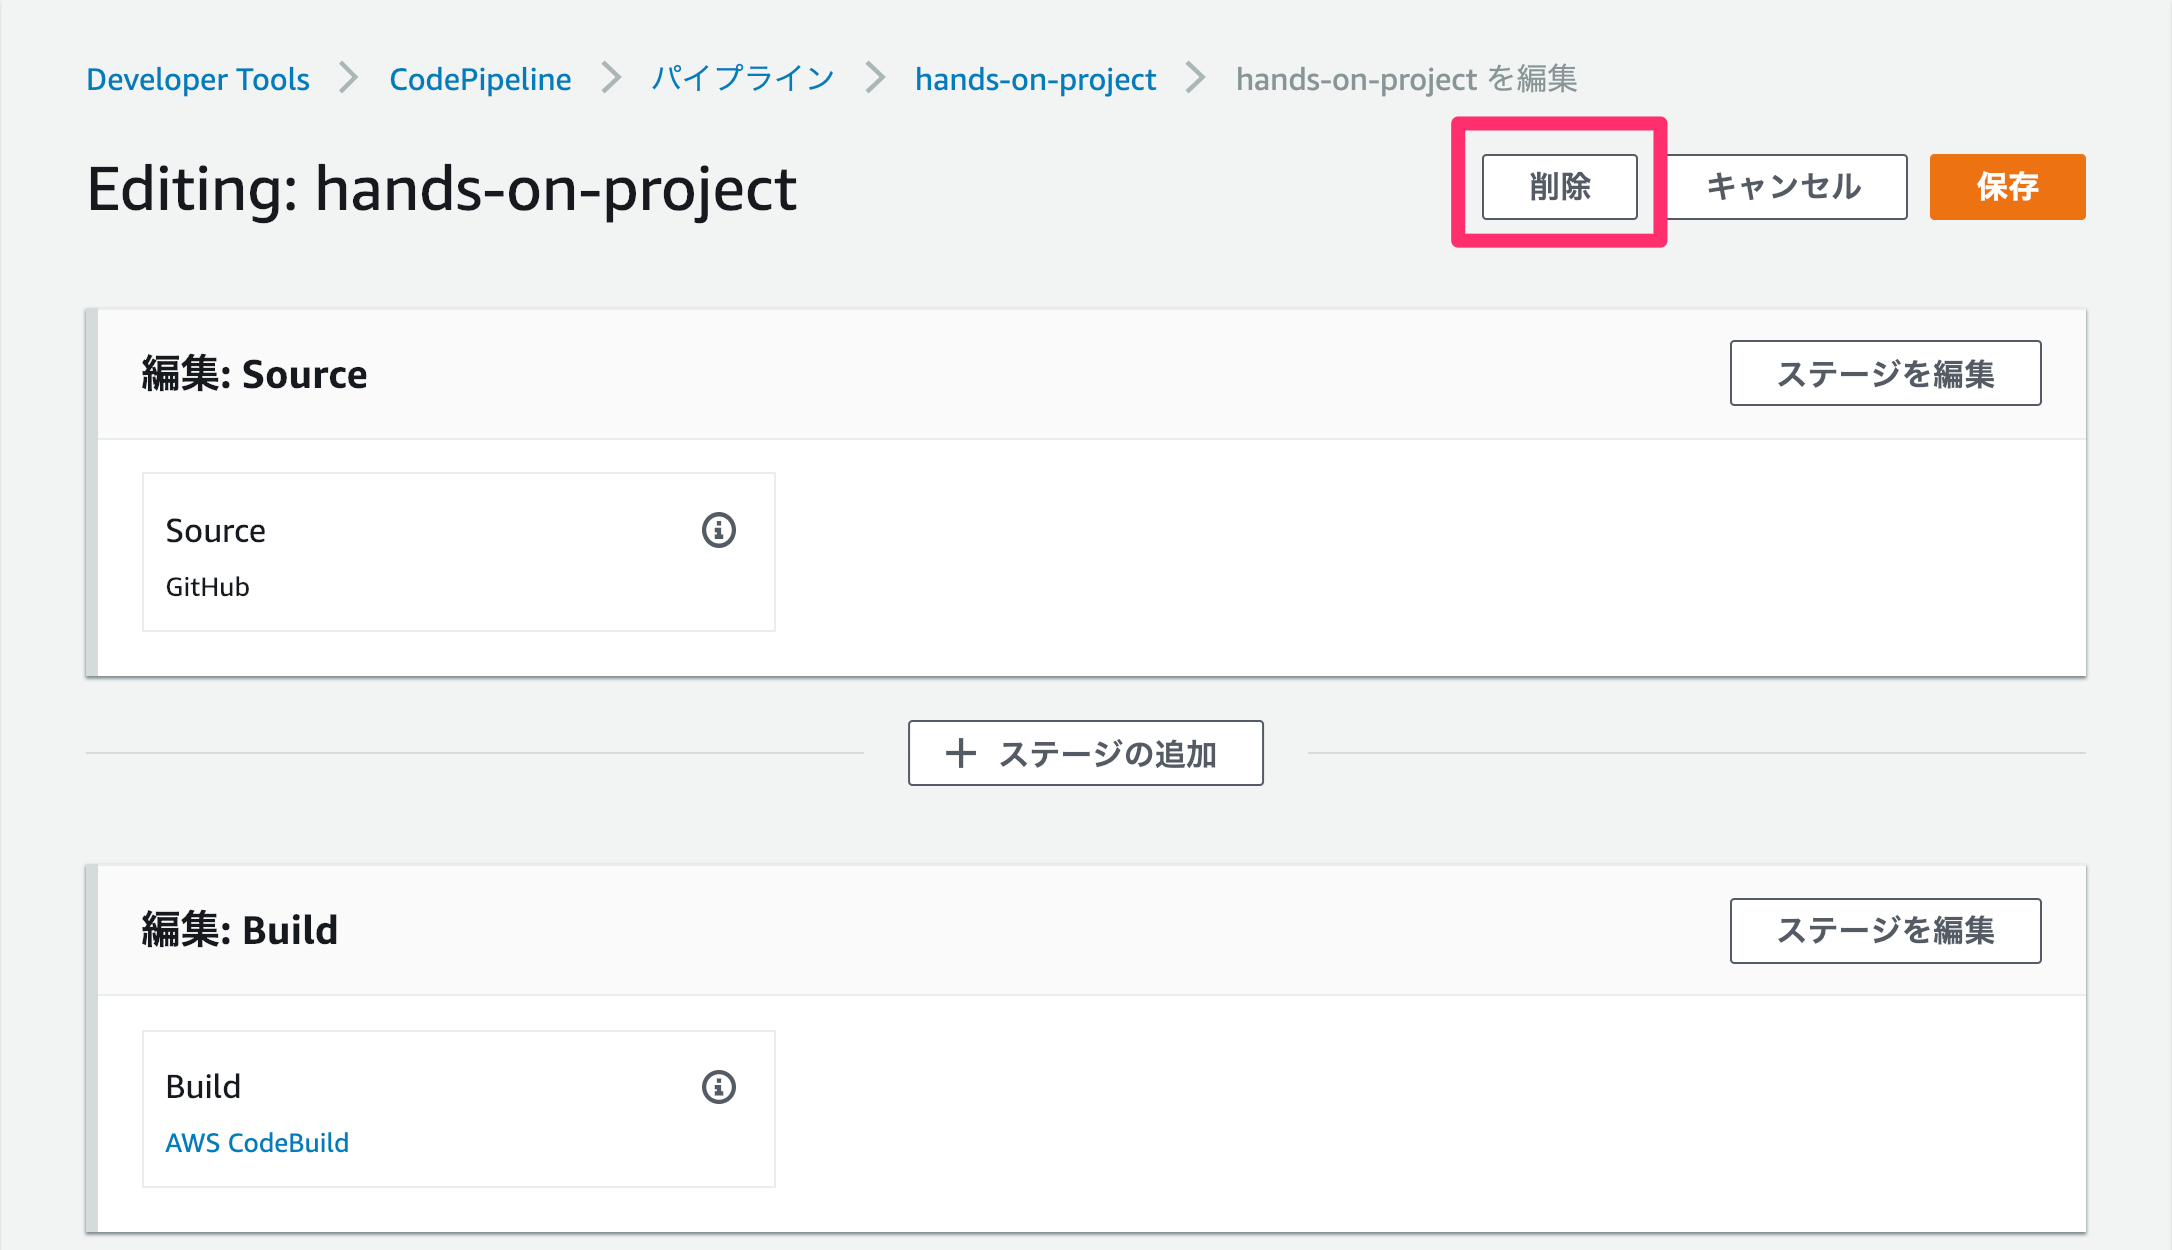 Developer Tools > CodePipeline > パイプライン > hands-on-project > hands-on-project を編集
Editing: hands-on-project
削除 キャンセル 保存
編集: Source ステージを編集
Source
GitHub
+ ステージの追加
編集: Build ステージを編集
Build
AWS CodeBuild